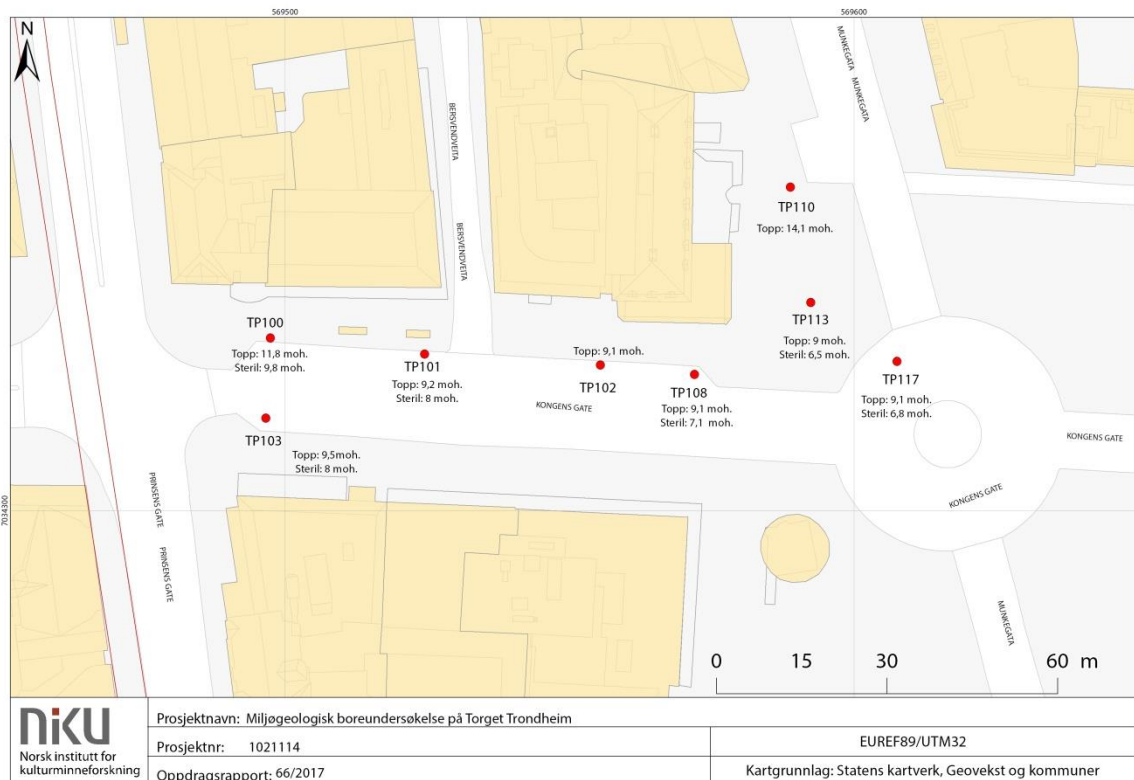 569500
569600
N
MUNKEGATA
MUNKEGATA
BERSVENDVEITA
BERSVENDVEITA
TP110
Topp: 14,1 moh.
TP113
Topp: 9 moh.
Steril: 6,5 moh.
TP100
Topp: 11,8 moh.
Steril: 9,8 moh.
TP101
Topp: 9,2 moh.
Steril: 8 moh.
Topp: 9,1 moh.
TP102
TP108
Topp: 9,1 moh.
Steril: 7,1 moh.
TP117
Topp: 9,1 moh.
Steril: 6,8 moh.
KONGENS GATE
TP103
Topp: 9,5moh.
Steril: 8 moh.
KONGENS GATE
KONGENS GATE
PRINSENS GATE
PRINSENS GATE
7034300
MUNKEGATA
0 15 30 60 m
niku
Norsk institutt for
kulturminneforskning
Prosjektnavn: Miljøgeologisk boreundersøkelse på Torget Trondheim
Prosjektnr: 1021114
EUREF89/UTM32
Oppdragsrapport: 66/2017
Kartgrunnlag: Statens kartverk, Geovekst og kommuner